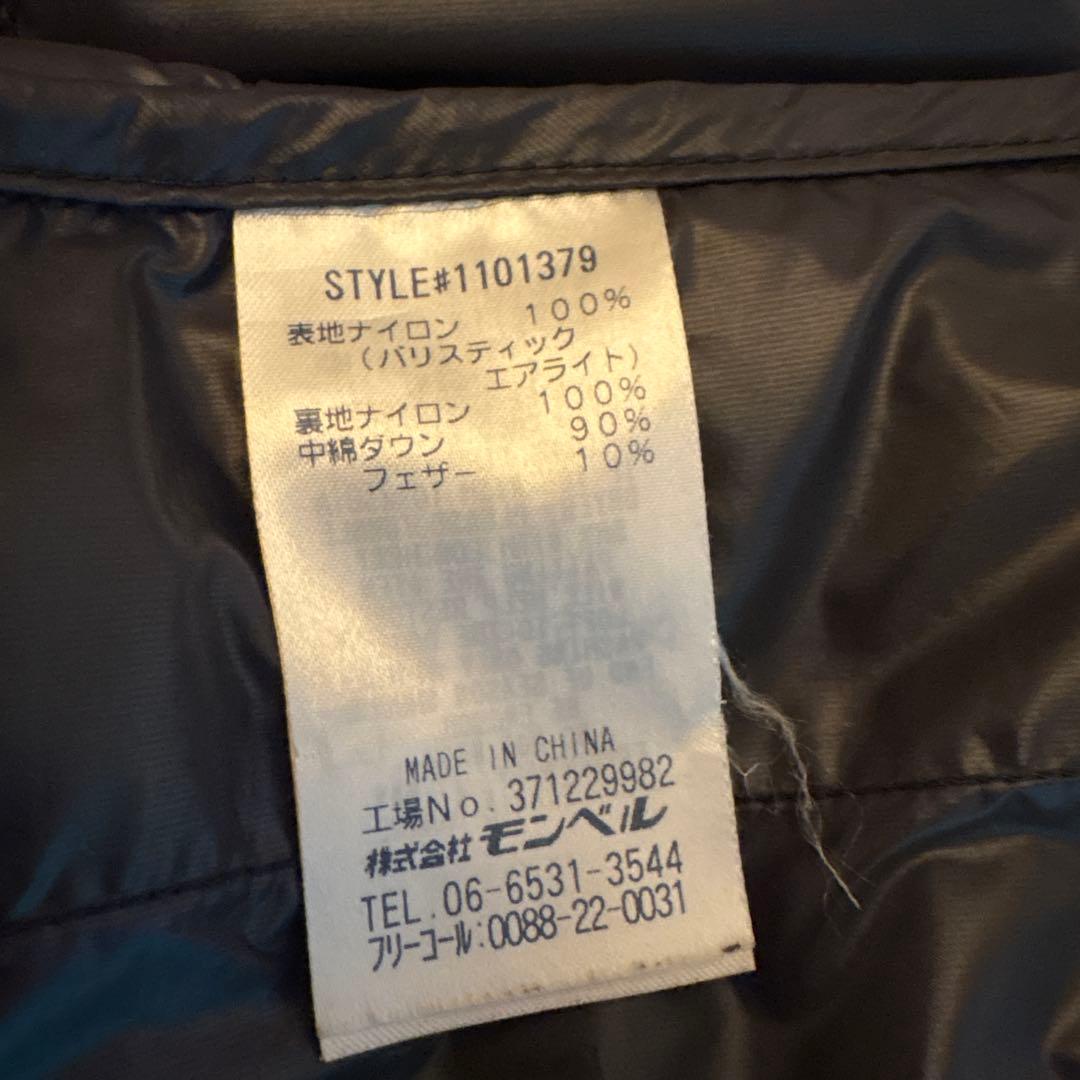 STYLE#1101379
表地ナイロン 100%
(バリスティック
エアライト)
裏地ナイロン 100%
中綿ダウン 90%
フェザー 10%
MADE IN CHINA
工場No. 371229982
株式会社 モンベル
TEL. 06-6531-3544
フリーコール:0088-22-0031